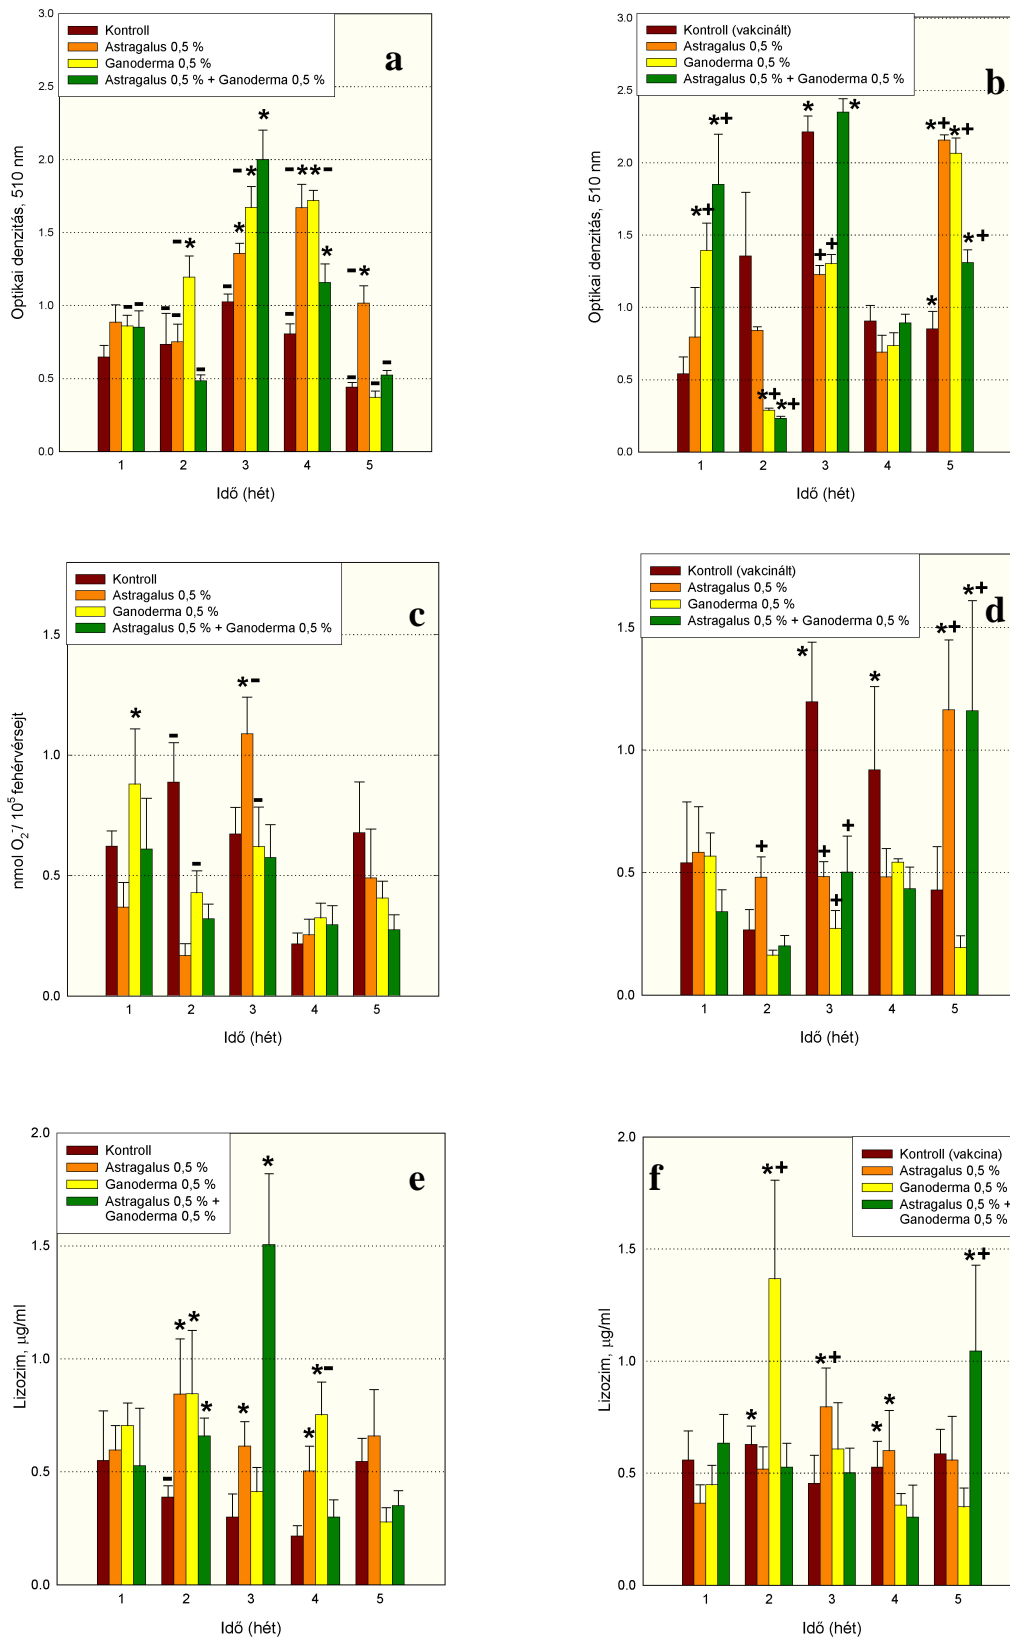 Kontroll
Astragalus 0,5 %
Ganoderma 0,5 %
Astragalus 0,5 % + Ganoderma 0,5 %
a
3.0
2.5
2.0
1.5
1.0
0.5
0.0
Optikai denzitás, 510 nm
1 2 3 4 5
Idő (hét)
Kontroll (vakcinált)
Astragalus 0,5 %
Ganoderma 0,5 %
Astragalus 0,5 % + Ganoderma 0,5 %
b
3.0
2.5
2.0
1.5
1.0
0.5
0.0
Optikai denzitás, 510 nm
1 2 3 4 5
Idő (hét)
Kontroll
Astragalus 0,5 %
Ganoderma 0,5 %
Astragalus 0,5 % + Ganoderma 0,5 %
c
1.5
1.0
0.5
0.0
nmol O2-/ 10^5 fehérvérsejt
1 2 3 4 5
Idő (hét)
Kontroll (vakcinált)
Astragalus 0,5 %
Ganoderma 0,5 %
Astragalus 0,5 % + Ganoderma 0,5 %
d
1.5
1.0
0.5
0.0
1 2 3 4 5
Idő (hét)
Kontroll
Astragalus 0,5 %
Ganoderma 0,5 %
Astragalus 0,5 % +
Ganoderma 0,5 %
e
2.0
1.5
1.0
0.5
0.0
Lizozim, µg/ml
1 2 3 4 5
Idő (hét)
f
Kontroll (vakcina)
Astragalus 0,5 %
Ganoderma 0,5 %
Astragalus 0,5 % +
Ganoderma 0,5 %
2.0
1.5
1.0
0.5
0.0
Lizozim, µg/ml
1 2 3 4 5
Idő (hét)